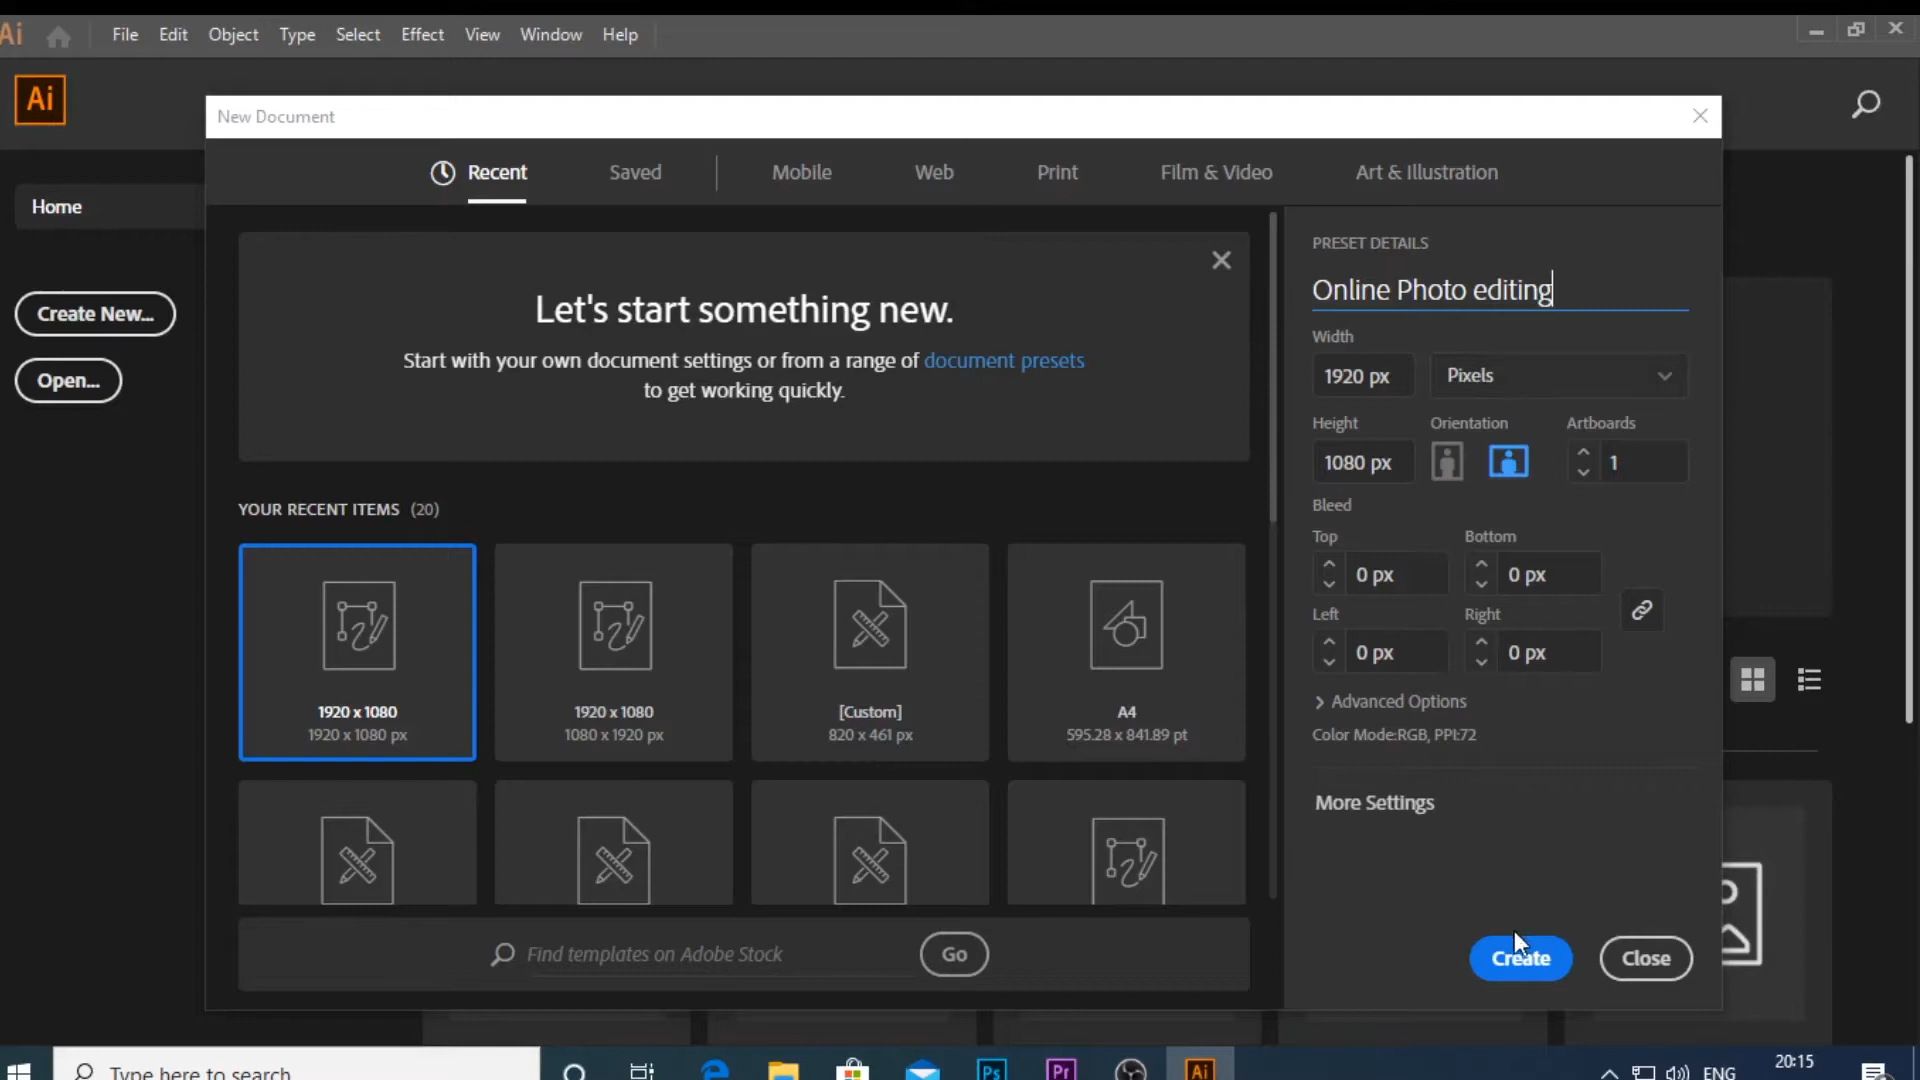 Ai
File Edit Object Type Select Effect View Window Help
Ai
New Document
Recent Saved Mobile Web Print Film & Video Art & Illustration
Home
Create New...
Open...
Let's start something new.
Start with your own document settings or from a range of document presets
to get working quickly.
YOUR RECENT ITEMS (20)
1920 x 1080
1920 x 1080 px
1920 x 1080
1080 x 1920 px
[Custom]
820 x 461 px
A4
595.28 x 841.89 pt
Find templates on Adobe Stock
Go
PRESET DETAILS
Online Photo editing
Width
1920 px Pixels
Height Orientation Artboards
1080 px 1
Bleed
Top Bottom
0 px 0 px
Left Right
0 px 0 px
Advanced Options
Color Mode:RGB, PPI:72
More Settings
Create Close
Type here to search
Ps Pr Ai
ENG
20:15